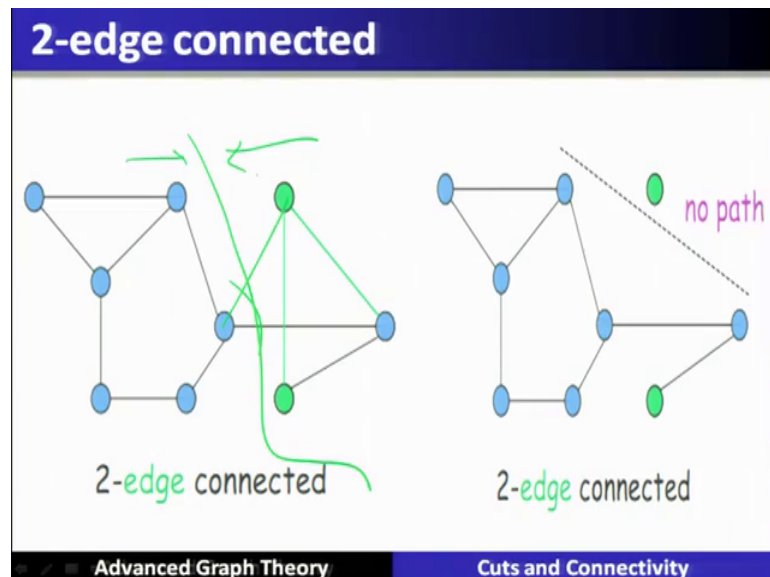 2-edge connected
no path
2-edge connected
2-edge connected
Advanced Graph Theory
Cuts and Connectivity